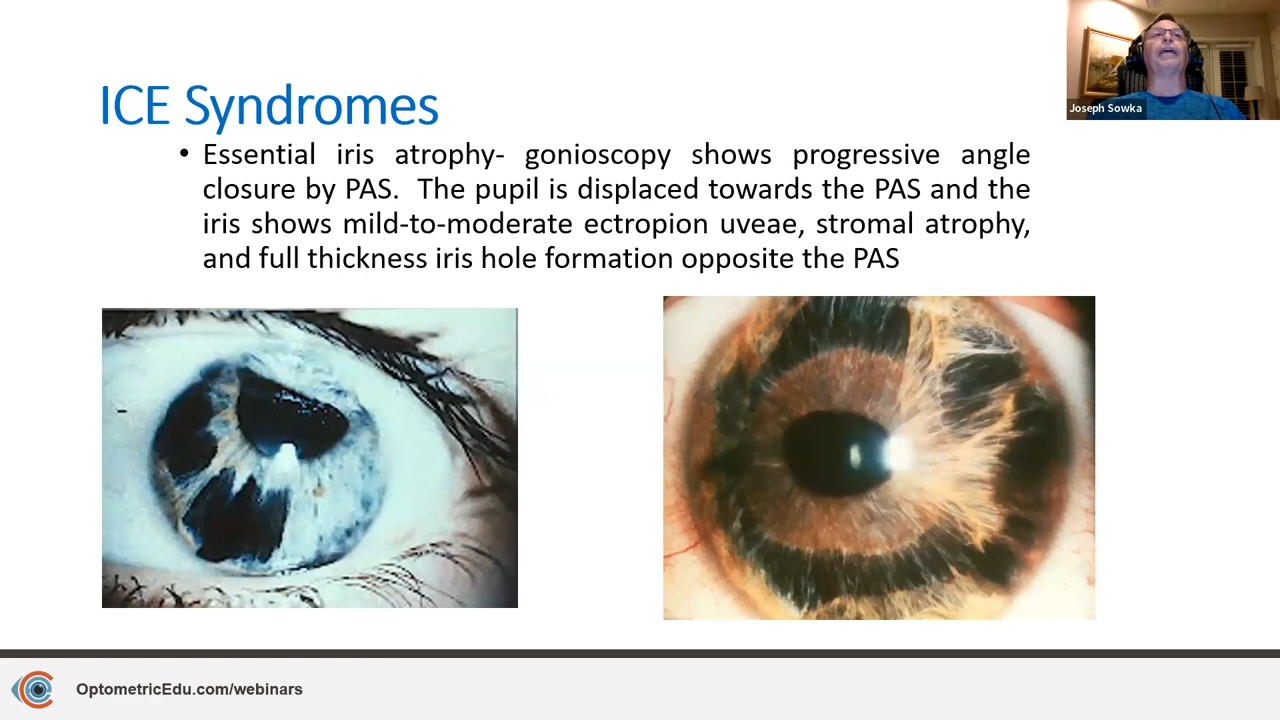 Joseph Sowka
ICE Syndromes
• Essential iris atrophy- gonioscopy shows progressive angle
closure by PAS. The pupil is displaced towards the PAS and the
iris shows mild-to-moderate ectropion uveae, stromal atrophy,
and full thickness iris hole formation opposite the PAS
OptometricEdu.com/webinars